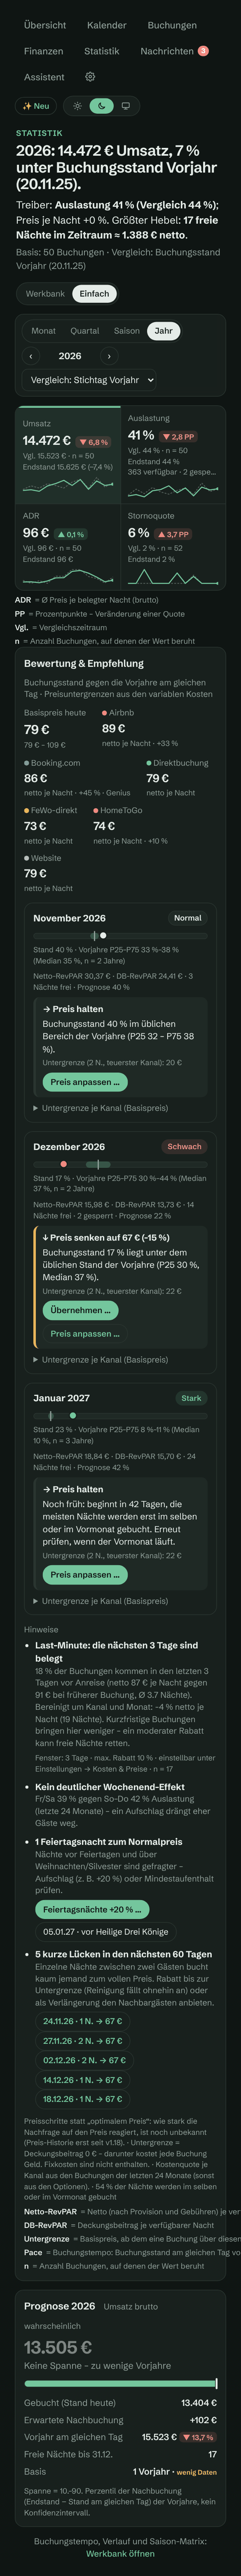 Übersicht Kalender Buchungen
Finanzen Statistik Nachrichten 3
Assistent
✨ Neu
STATISTIK
2026: 14.472 € Umsatz, 7 %
unter Buchungsstand Vorjahr
(20.11.25).
Treiber: Auslastung 41 % (Vergleich 44 %);
Preis je Nacht +0 %. Größter Hebel: 17 freie
Nächte im Zeitraum ≈ 1.388 € netto.
Basis: 50 Buchungen · Vergleich: Buchungsstand
Vorjahr (20.11.25)
Werkbank Einfach
Monat Quartal Saison Jahr
‹ 2026 ›
Vergleich: Stichtag Vorjahr
Umsatz
14.472 € ▼ 6,8 %
Vgl. 15.523 € · n = 50
Endstand 15.625 € (−7,4 %)
Auslastung
41 % ▼ 2,8 PP
Vgl. 44 % · n = 50
Endstand 44 %
363 verfügbar · 2 gespe...
ADR
96 € ▲ 0,1 %
Vgl. 96 € · n = 50
Endstand 96 €
Stornoquote
6 % ▲ 3,7 PP
Vgl. 2 % · n = 52
Endstand 2 %
ADR = Ø Preis je belegter Nacht (brutto)
PP = Prozentpunkte – Veränderung einer Quote
Vgl. = Vergleichszeitraum
n = Anzahl Buchungen, auf denen der Wert beruht
Bewertung & Empfehlung
Buchungsstand gegen die Vorjahre am gleichen
Tag · Preisuntergrenzen aus den variablen Kosten
Basispreis heute
79 €
79 € – 109 €
Airbnb
89 €
netto je Nacht · +33 %
Booking.com
86 €
netto je Nacht · +45 % · Genius
Direktbuchung
79 €
netto je Nacht
FeWo-direkt
73 €
netto je Nacht
HomeToGo
74 €
netto je Nacht · +10 %
Website
79 €
netto je Nacht
November 2026 Normal
Stand 40 % · Vorjahre P25–P75 33 %–38 %
(Median 35 %, n = 2 Jahre)
Netto-RevPAR 30,37 € · DB-RevPAR 24,41 € · 3
Nächte frei · Prognose 40 %
→ Preis halten
Buchungsstand 40 % im üblichen
Bereich der Vorjahre (P25 32 – P75 38
%).
Untergrenze (2 N., teuerster Kanal): 20 €
Preis anpassen ...
▶ Untergrenze je Kanal (Basispreis)
Dezember 2026 Schwach
Stand 17 % · Vorjahre P25–P75 30 %–44 % (Median
37 %, n = 2 Jahre)
Netto-RevPAR 15,98 € · DB-RevPAR 13,73 € · 14
Nächte frei · 2 gesperrt · Prognose 22 %
↓ Preis senken auf 67 € (-15 %)
Buchungsstand 17 % liegt unter dem
üblichen Stand der Vorjahre (P25 30 %,
Median 37 %).
Untergrenze (2 N., teuerster Kanal): 22 €
Übernehmen ...
Preis anpassen ...
▶ Untergrenze je Kanal (Basispreis)
Januar 2027 Stark
Stand 23 % · Vorjahre P25–P75 8 %–11 % (Median
10 %, n = 3 Jahre)
Netto-RevPAR 18,84 € · DB-RevPAR 15,70 € · 24
Nächte frei · Prognose 42 %
→ Preis halten
Noch früh: beginnt in 42 Tagen, die
meisten Nächte werden erst im selben
oder im Vormonat gebucht. Erneut
prüfen, wenn der Vormonat läuft.
Untergrenze (2 N., teuerster Kanal): 22 €
Preis anpassen ...
▶ Untergrenze je Kanal (Basispreis)
Hinweise
• Last-Minute: die nächsten 3 Tage sind
belegt
18 % der Buchungen kommen in den letzten 3
Tagen vor Anreise (netto 87 € je Nacht gegen
91 € bei früherer Buchung, Ø 3.7 Nächte).
Bereinigt um Kanal und Monat: −4 % netto je
Nacht (19 Nächte). Kurzfristige Buchungen
bringen hier weniger – ein moderater Rabatt
kann freie Nächte retten.
Fenster: 3 Tage · max. Rabatt 10 % · einstellbar unter
Einstellungen → Kosten & Preise · n = 17
• Kein deutlicher Wochenend-Effekt
Fr/Sa 39 % gegen So-Do 42 % Auslastung
(letzte 24 Monate) – ein Aufschlag drängt eher
Gäste weg.
• 1 Feiertagsnacht zum Normalpreis
Nächte vor Feiertagen und über
Weihnachten/Silvester sind gefragter –
Aufschlag (z. B. +20 %) oder Mindestaufenthalt
prüfen.
Feiertagsnächte +20 % ...
05.01.27 · vor Heilige Drei Könige
• 5 kurze Lücken in den nächsten 60 Tagen
Einzelne Nächte zwischen zwei Gästen bucht
kaum jemand zum vollen Preis. Rabatt bis zur
Untergrenze (Reinigung fällt ohnehin an) oder
als Verlängerung den Nachbargästen anbieten.
24.11.26 · 1 N. → 67 €
27.11.26 · 2 N. → 67 €
02.12.26 · 2 N. → 67 €
14.12.26 · 1 N. → 67 €
18.12.26 · 1 N. → 67 €
Preisschritte statt „optimalem Preis“: wie stark die
Nachfrage auf den Preis reagiert, ist noch unbekannt
(Preis-Historie erst seit v1.18). · Untergrenze =
Deckungsbeitrag 0 € – darunter kostet jede Buchung
Geld. Fixkosten sind nicht enthalten. · Kostenquote je
Kanal aus den Buchungen der letzten 24 Monate (sonst
aus den Optionen). · 54 % der Nächte werden im selben
oder im Vormonat gebucht
Netto-RevPAR = Netto (nach Provision und Gebühren) je ver
DB-RevPAR = Deckungsbeitrag je verfügbarer Nacht
Untergrenze = Basispreis, ab dem eine Buchung über diesen
Pace = Buchungstempo: Buchungsstand am gleichen Tag vo
n = Anzahl Buchungen, auf denen der Wert beruht
Prognose 2026 Umsatz brutto
wahrscheinlich
13.505 €
Keine Spanne – zu wenige Vorjahre
Gebucht (Stand heute) 13.404 €
Erwartete Nachbuchung +102 €
Vorjahr am gleichen Tag 15.523 € ▼ 13,7 %
Freie Nächte bis 31.12. 17
Basis 1 Vorjahr · wenig Daten
Spanne = 10.–90. Perzentil der Nachbuchung
(Endstand − Stand am gleichen Tag) der Vorjahre, kein
Konfidenzintervall.
Buchungstempo, Verlauf und Saison-Matrix:
Werkbank öffnen